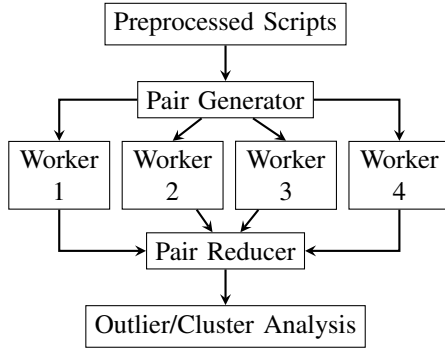 Preprocessed Scripts
Pair Generator
Worker
1
Worker
2
Worker
3
Worker
4
Pair Reducer
Outlier/Cluster Analysis